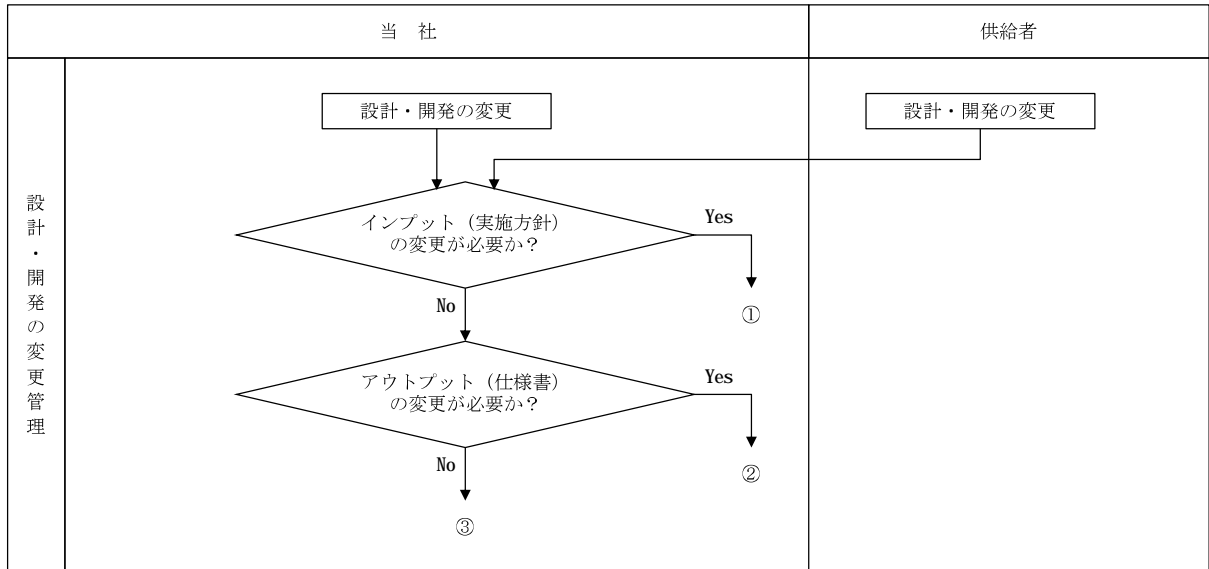 当　社
供給者
設計・開発の変更管理
設計・開発の変更
設計・開発の変更
インプット（実施方針）
の変更が必要か？
Yes
No
①
アウトプット（仕様書）
の変更が必要か？
Yes
No
②
③